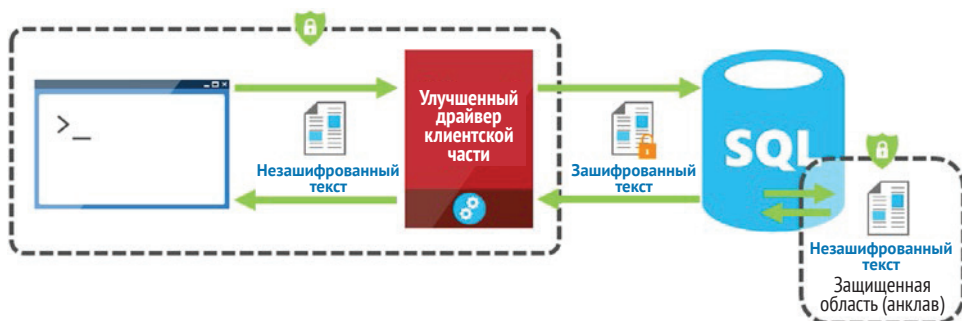 >_
Незашифрованный
текст
Улучшенный
драйвер
клиентской
части
Зашифрованный
текст
SQL
Незашифрованный
текст
Защищенная
область (анклав)